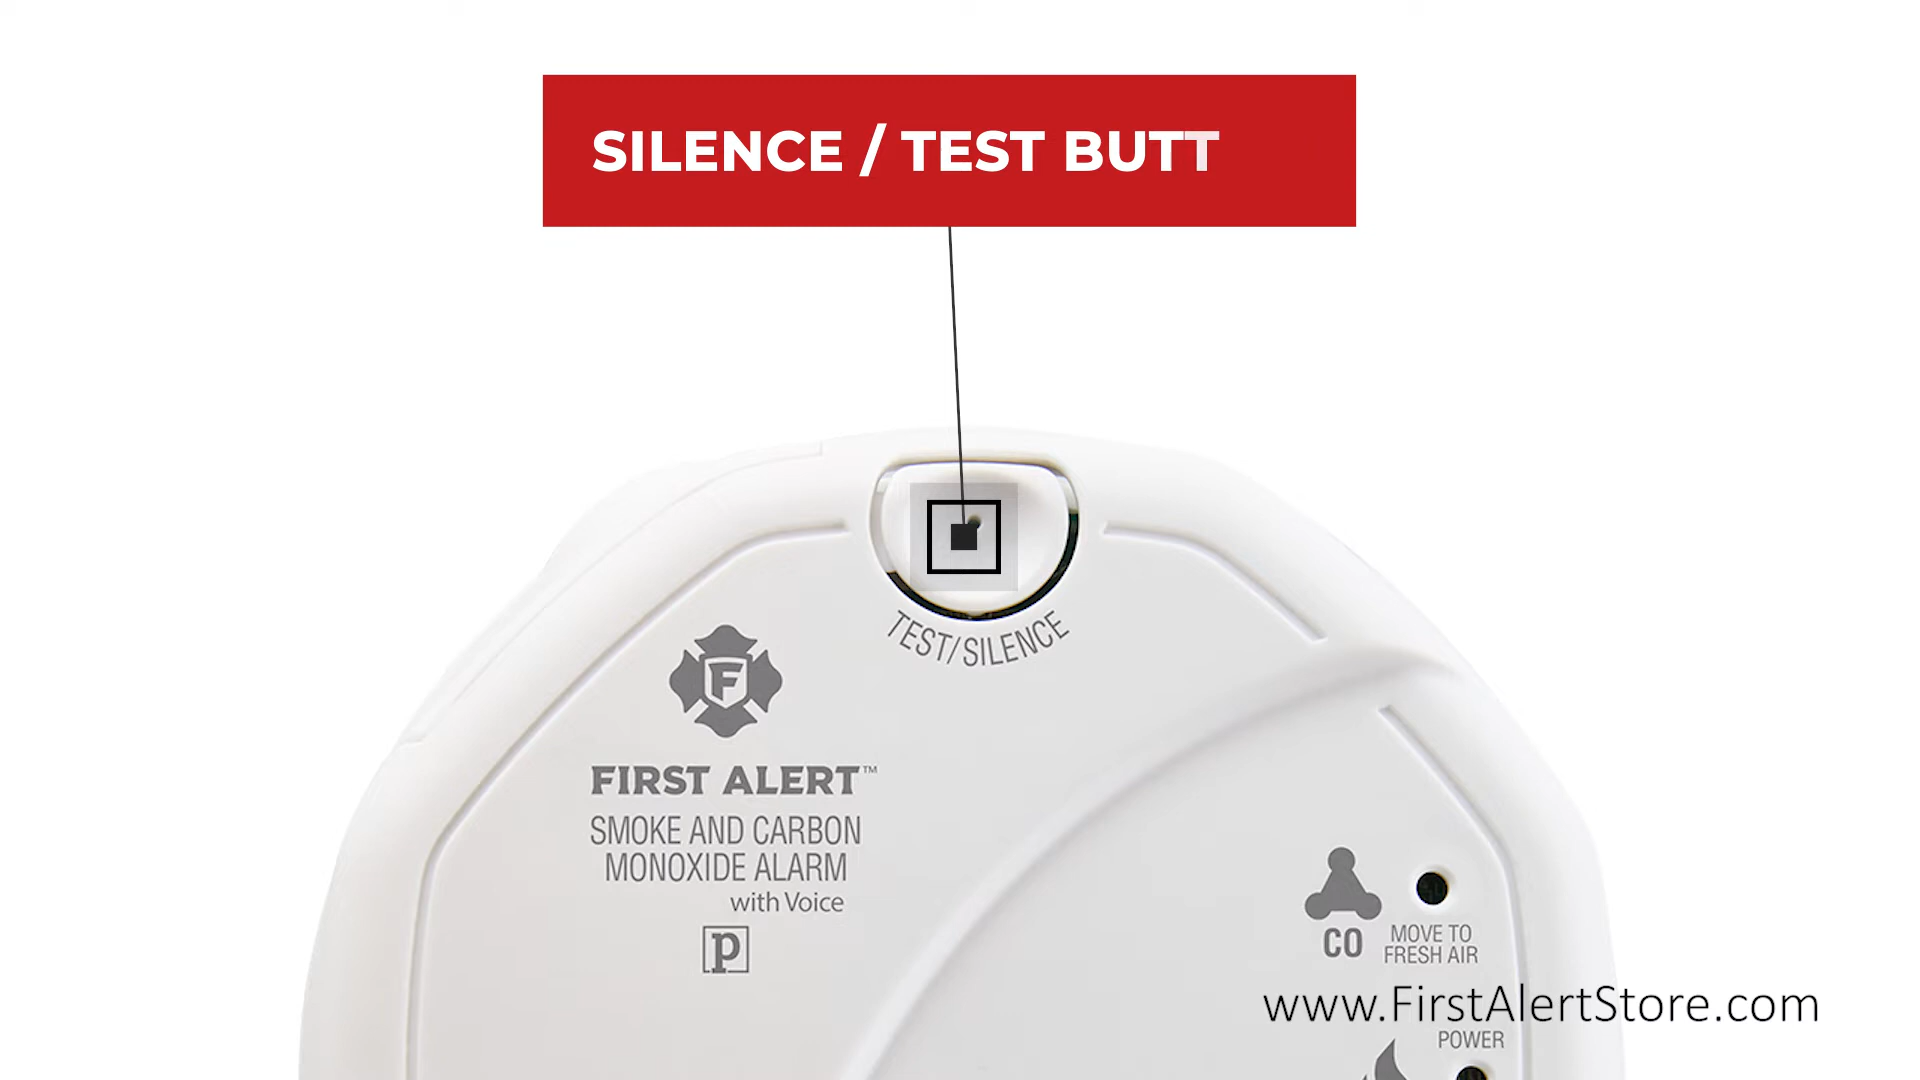 SILENCE / TEST BUTT
TEST/SILENCE
F
FIRST ALERT™
SMOKE AND CARBON
MONOXIDE ALARM
with Voice
p
CO
MOVE TO
FRESH AIR
www.FirstAlertStore.com
POWER